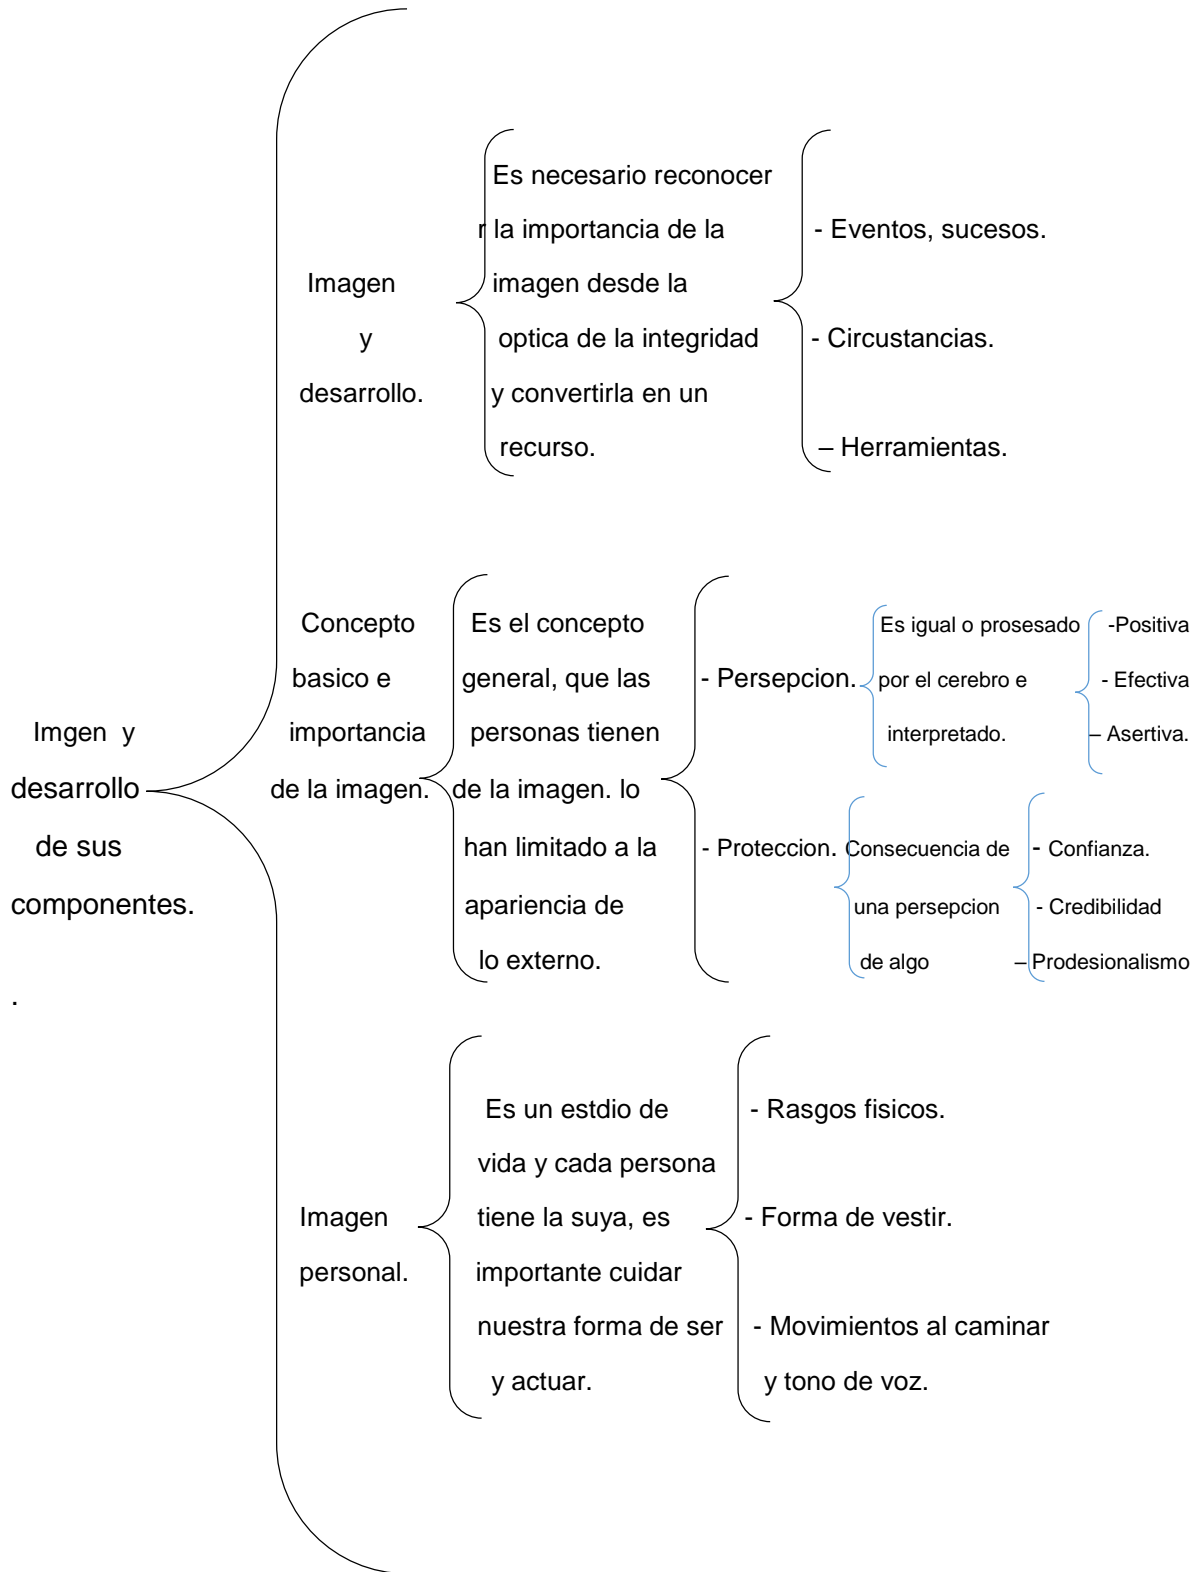 Imgen y
desarrollo
de sus
componentes.
.
Imagen
y
desarrollo.
Es necesario reconocer
r la importancia de la
imagen desde la
optica de la integridad
y convertirla en un
recurso.
- Eventos, sucesos.
- Circustancias.
– Herramientas.
Concepto
basico e
importancia
de la imagen.
Es el concepto
general, que las
personas tienen
de la imagen. lo
han limitado a la
apariencia de
lo externo.
- Persepcion.
Es igual o prosesado
por el cerebro e
interpretado.
-Positiva
- Efectiva
– Asertiva.
- Proteccion.
Consecuencia de
una persepcion
de algo
- Confianza.
- Credibilidad
– Prodesionalismo
Imagen
personal.
Es un estdio de
vida y cada persona
tiene la suya, es
importante cuidar
nuestra forma de ser
y actuar.
- Rasgos fisicos.
- Forma de vestir.
- Movimientos al caminar
y tono de voz.